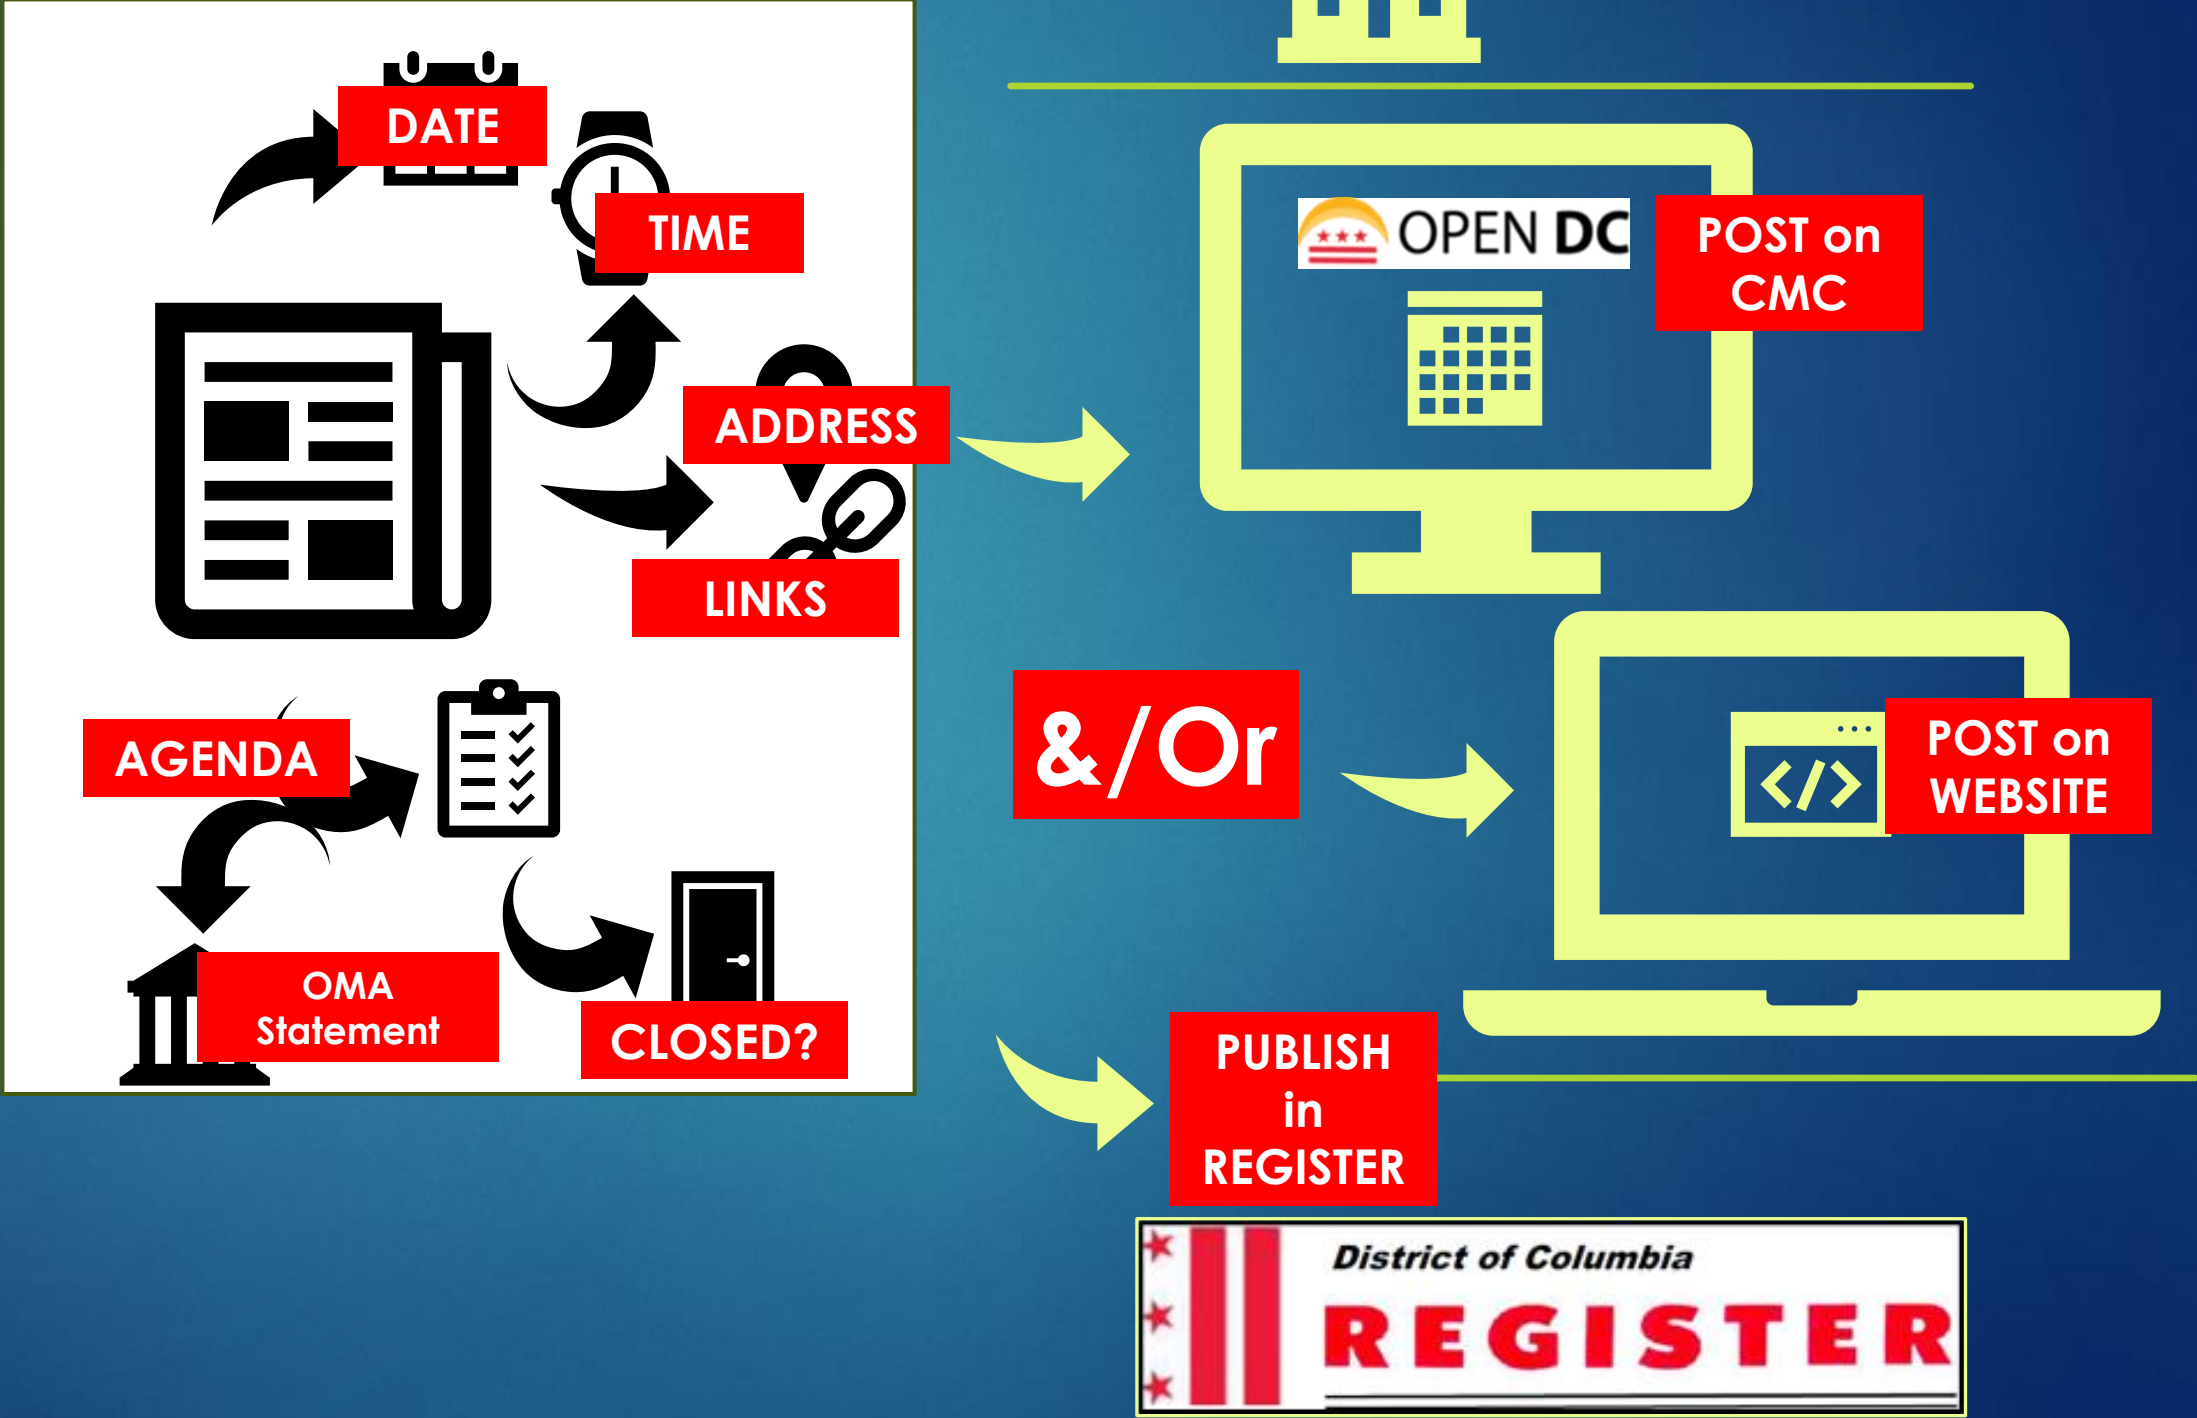 DATE
TIME
ADDRESS
LINKS
AGENDA
OMA
Statement
CLOSED?
OPEN DC
POST on
CMC
&/Or
</>
POST on
WEBSITE
PUBLISH
in
REGISTER
District of Columbia
REGISTER